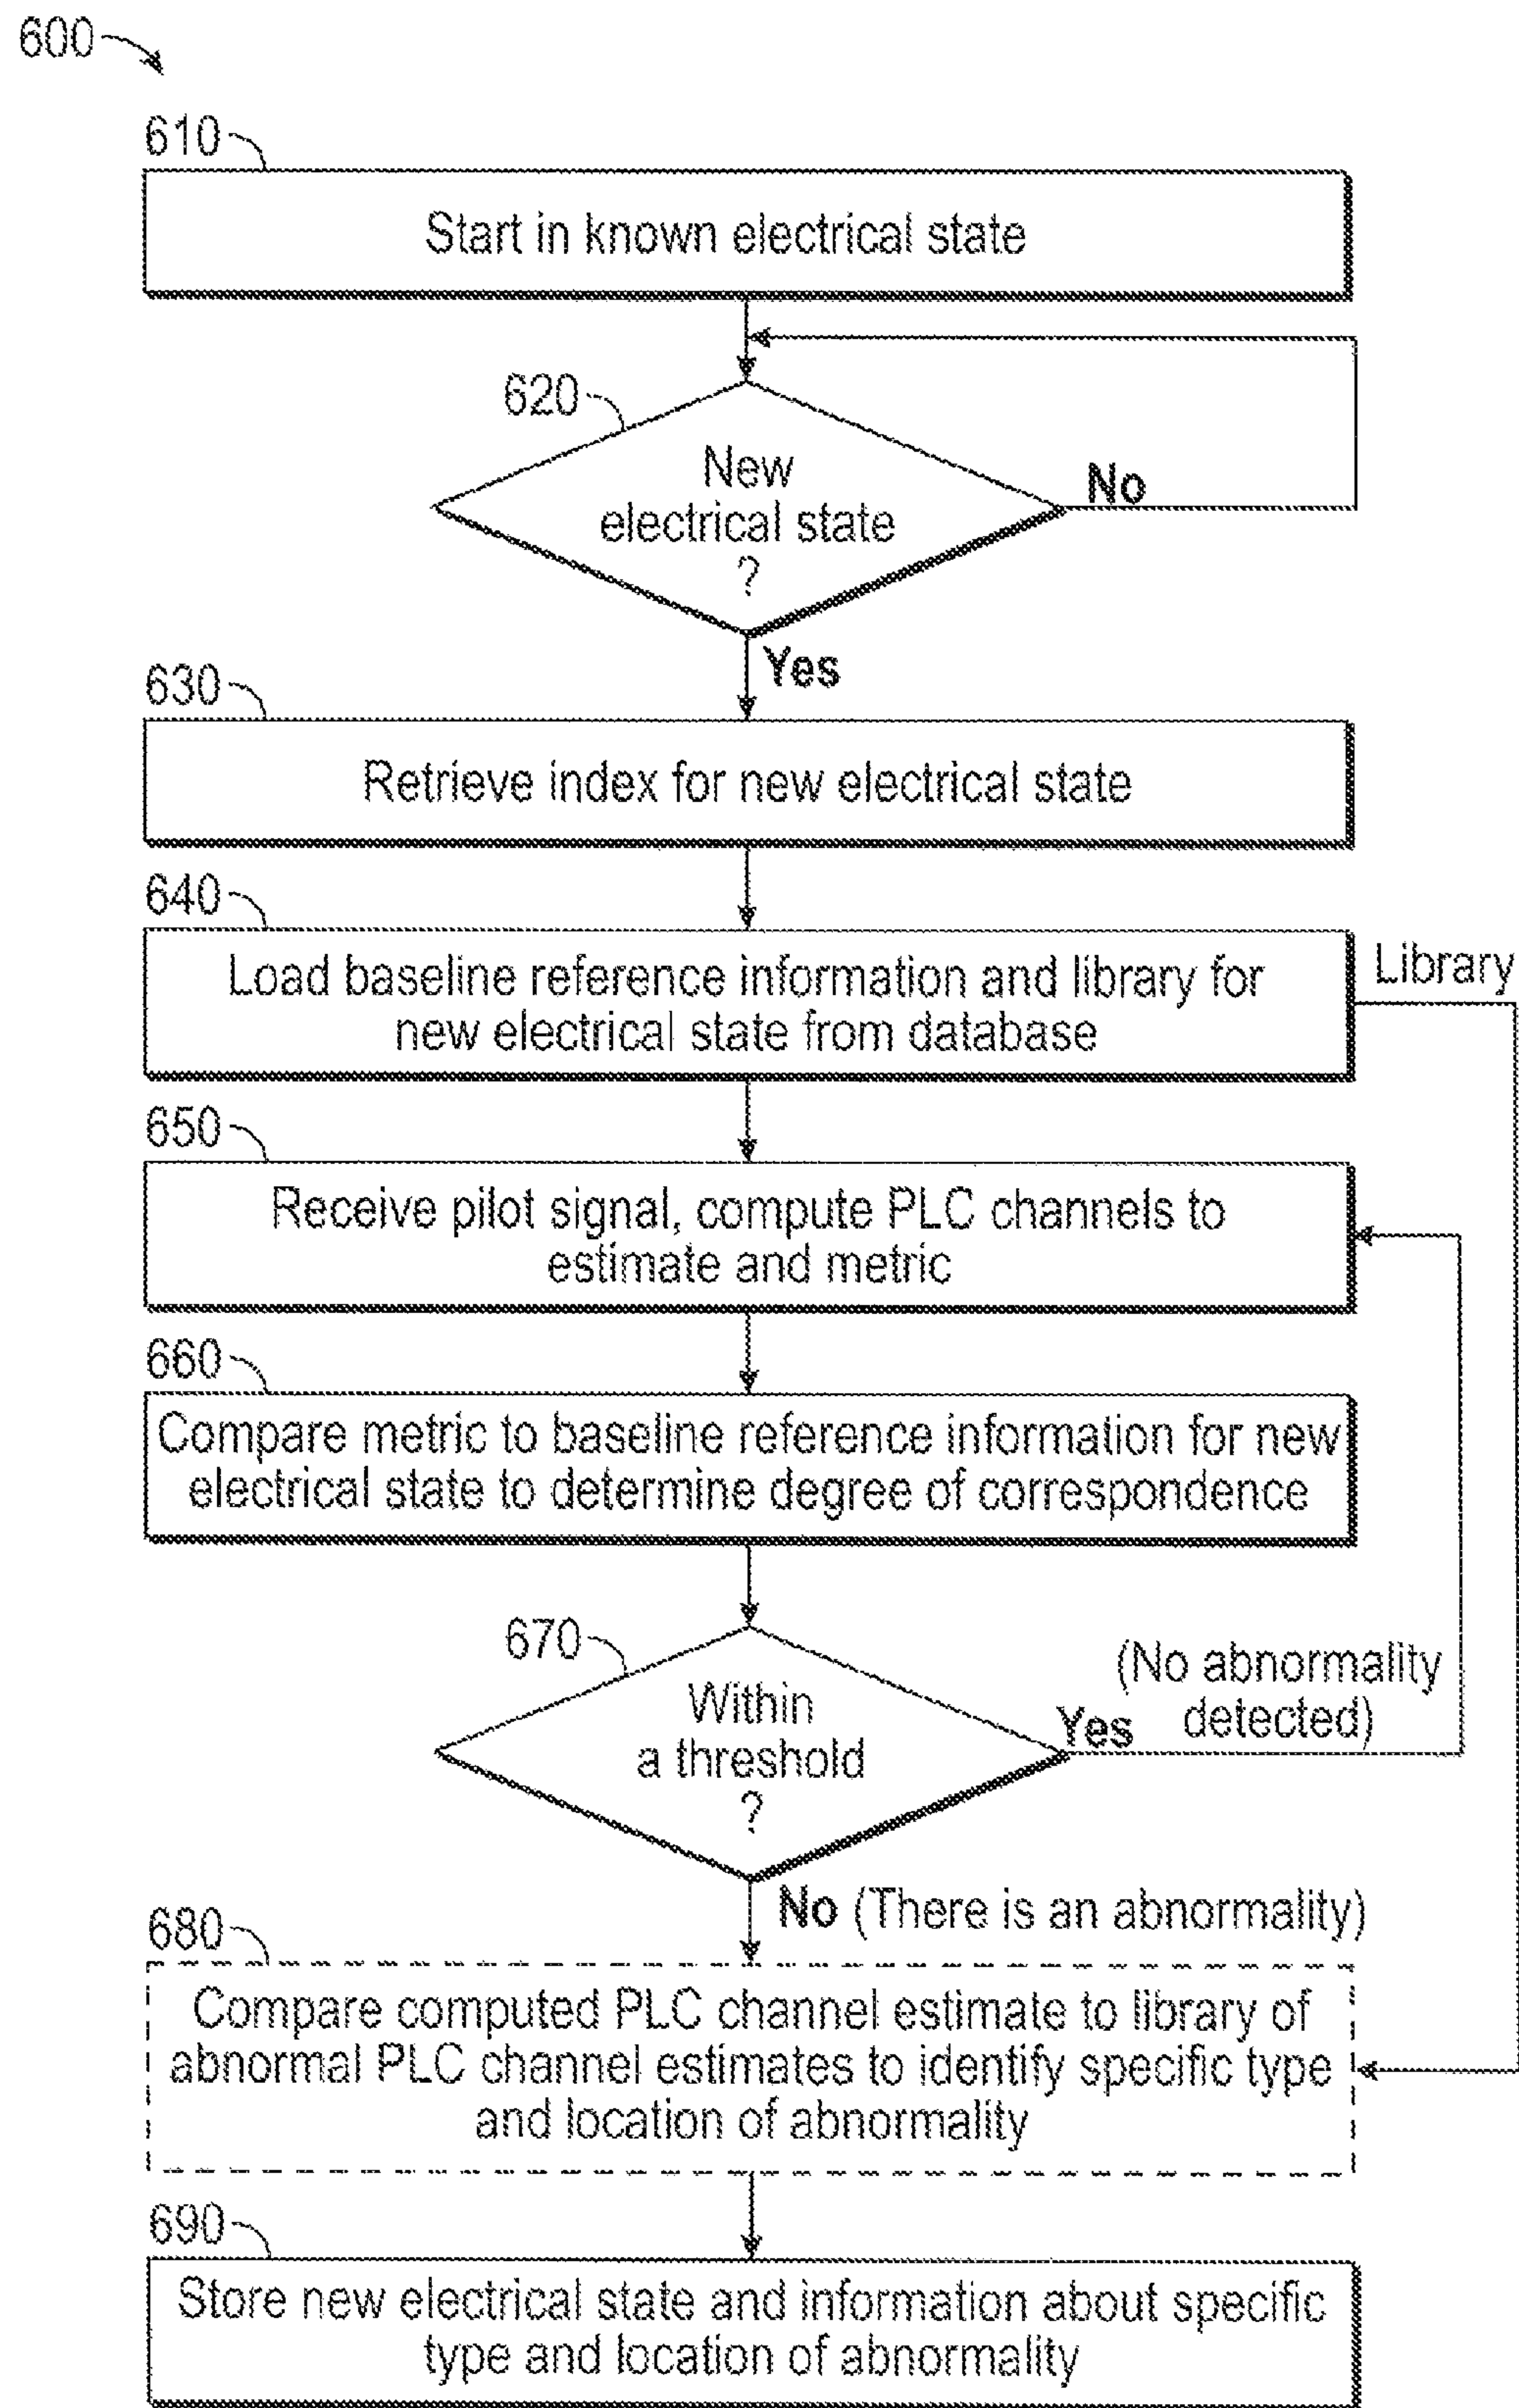 600
610
Start in known electrical state
620
New
electrical state
?
No
Yes
630
Retrieve index for new electrical state
640
Load baseline reference information and library for
new electrical state from database
Library
650
Receive pilot signal, compute PLC channels to
estimate and metric
660
Compare metric to baseline reference information for new
electrical state to determine degree of correspondence
670
Within
a threshold
?
Yes
(No abnormality
detected)
No (There is an abnormality)
680
Compare computed PLC channel estimate to library of
abnormal PLC channel estimates to identify specific type
and location of abnormality
690
Store new electrical state and information about specific
type and location of abnormality